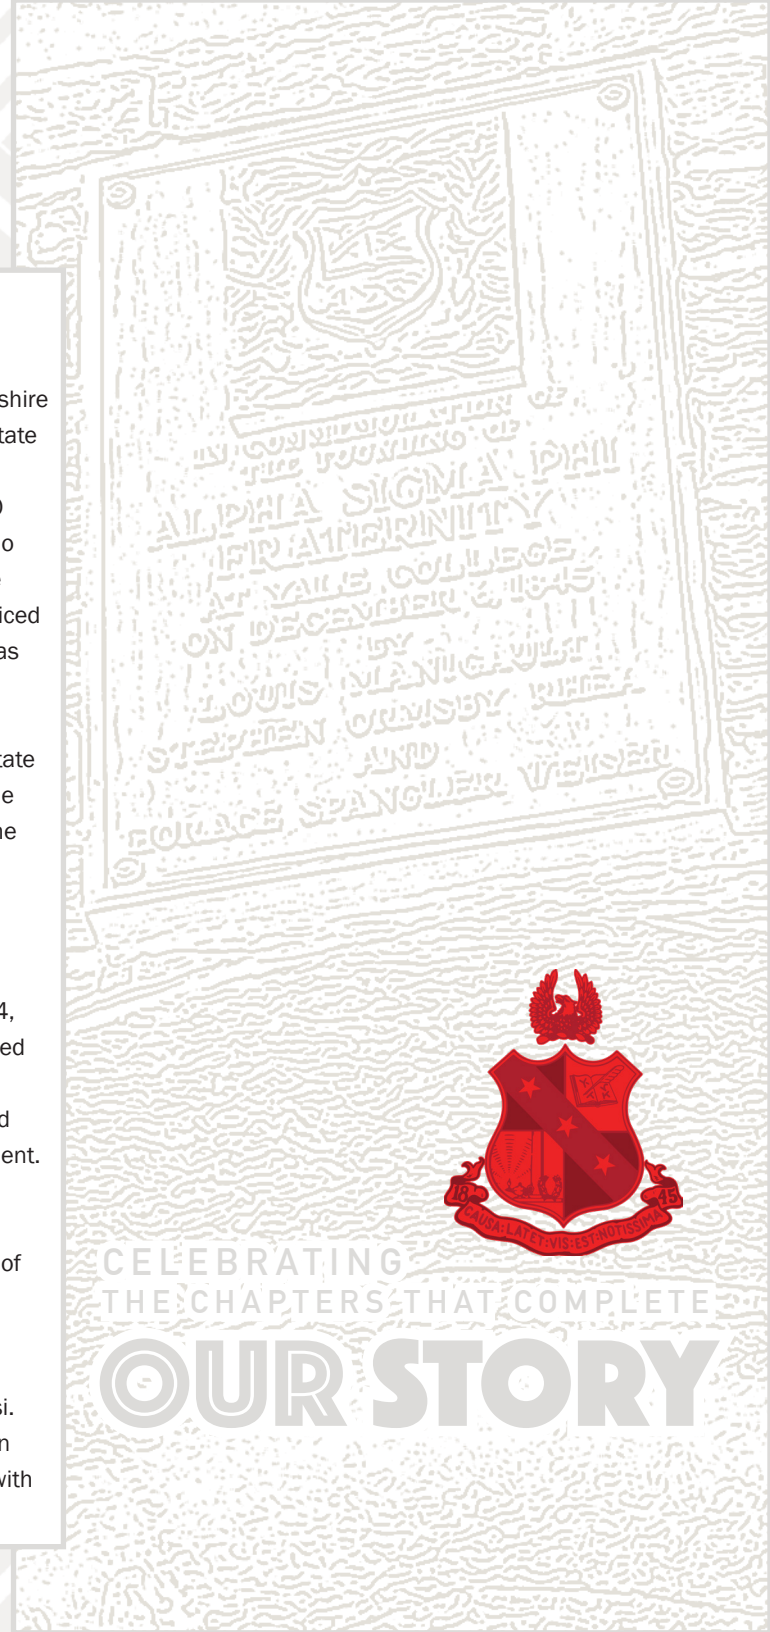 shire
tate
o
iced
as
tate
e
ne
4,
ed
d
ent.
of
si.
n
with
IN COMMEMORATION OF
THE FOUNDING OF
ALPHA SIGMA PHI
FRATERNITY
AT YALE COLLEGE
ON DECEMBER 6, 1845
BY
LOUIS MANIGAULT
STEPHEN ORMSBY RHEA
AND
HORACE SPANGLER WEISER
18 45
CAUSA·LATET·VIS·EST·NOTISSIMA
CELEBRATING
THE CHAPTERS THAT COMPLETE
OUR STORY